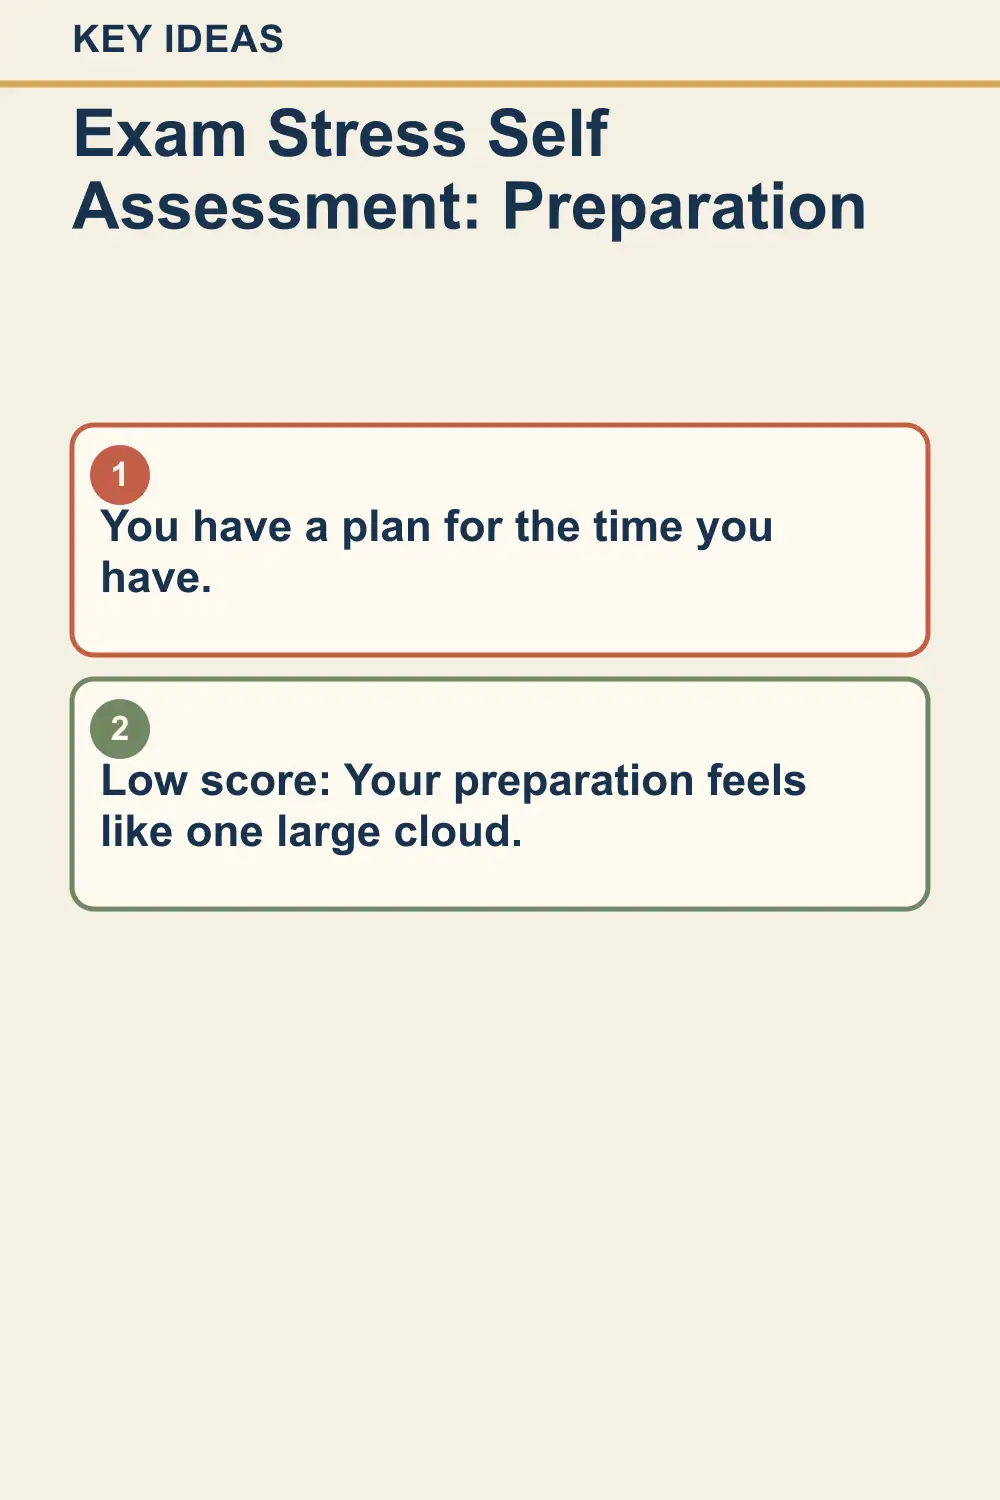 KEY IDEAS
Exam Stress Self
Assessment: Preparation
1
You have a plan for the time you
have.
2
Low score: Your preparation feels
like one large cloud.